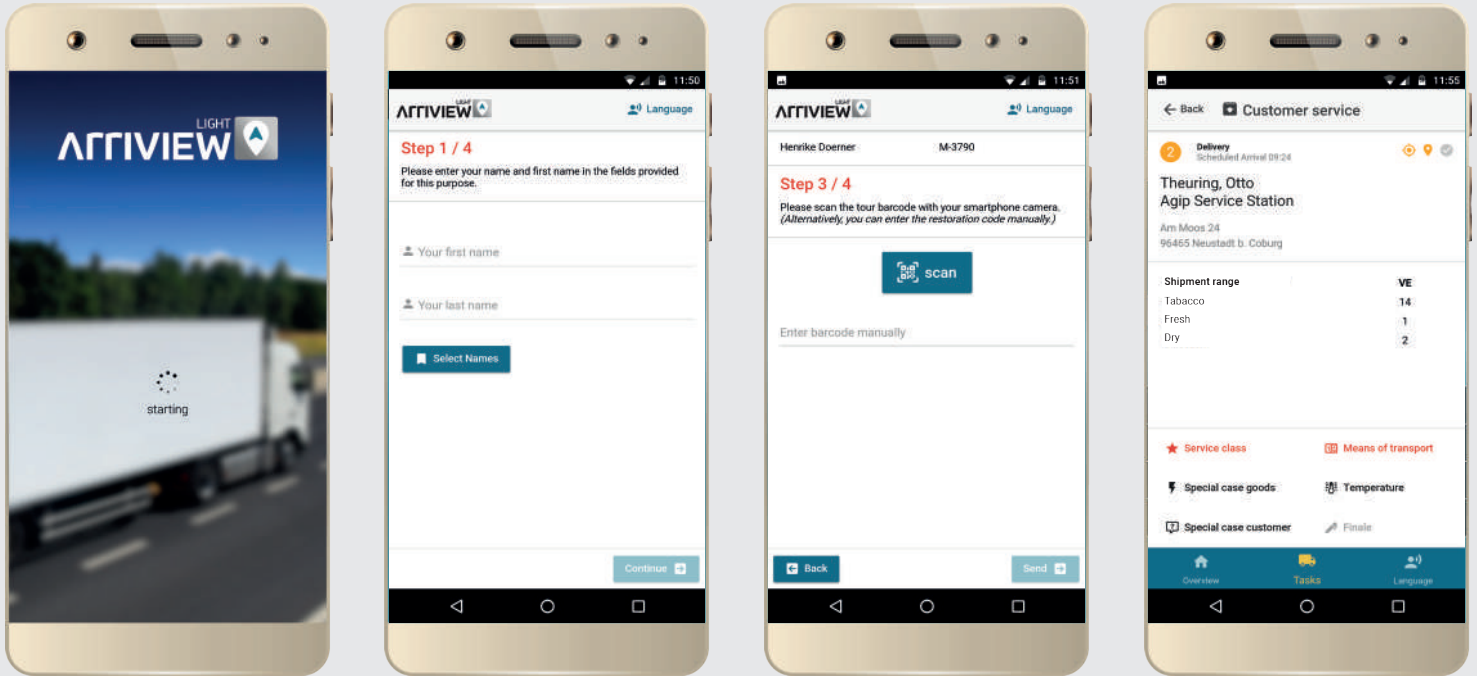 LIGHT
ArrIVIEW
starting
11:50
LIGHT
ArrIVIEW
Language
Step 1 / 4
Please enter your name and first name in the fields provided
for this purpose.
Your first name
Your last name
Select Names
Continue
11:51
LIGHT
ArrIVIEW
Language
Henrike Doerner M-3790
Step 3 / 4
Please scan the tour barcode with your smartphone camera.
(Alternatively, you can enter the restoration code manually.)
scan
Enter barcode manually
Back
Send
11:55
Back Customer service
2 Delivery
Scheduled Arrival 09:24
Theuring, Otto
Agip Service Station
Am Moos 24
96465 Neustadt b. Coburg
Shipment range VE
Tabacco 14
Fresh 1
Dry 2
Service class Means of transport
Special case goods Temperature
Special case customer Finale
Overview Tasks Language